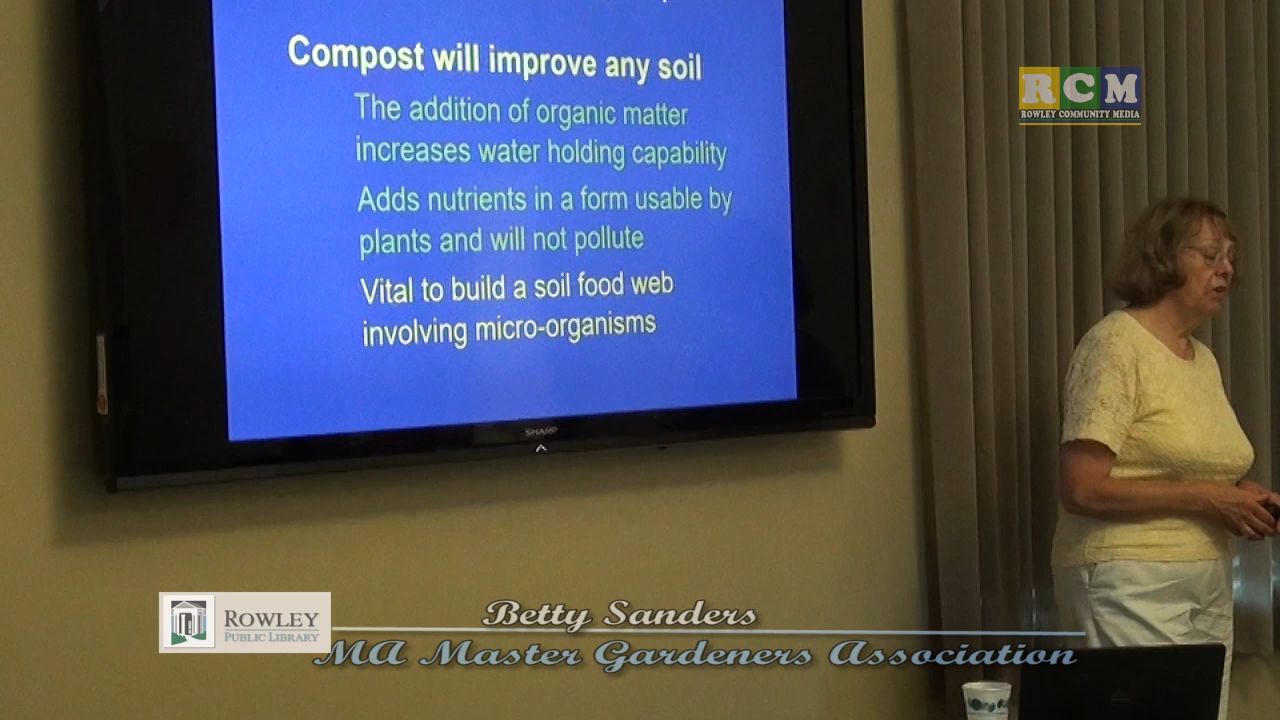 Compost will improve any soil
The addition of organic matter
increases water holding capability
Adds nutrients in a form usable by
plants and will not pollute
Vital to build a soil food web
involving micro-organisms
SHARP
RCM
ROWLEY COMMUNITY MEDIA
ROWLEY
PUBLIC LIBRARY
Betty Sanders
MA Master Gardeners Association